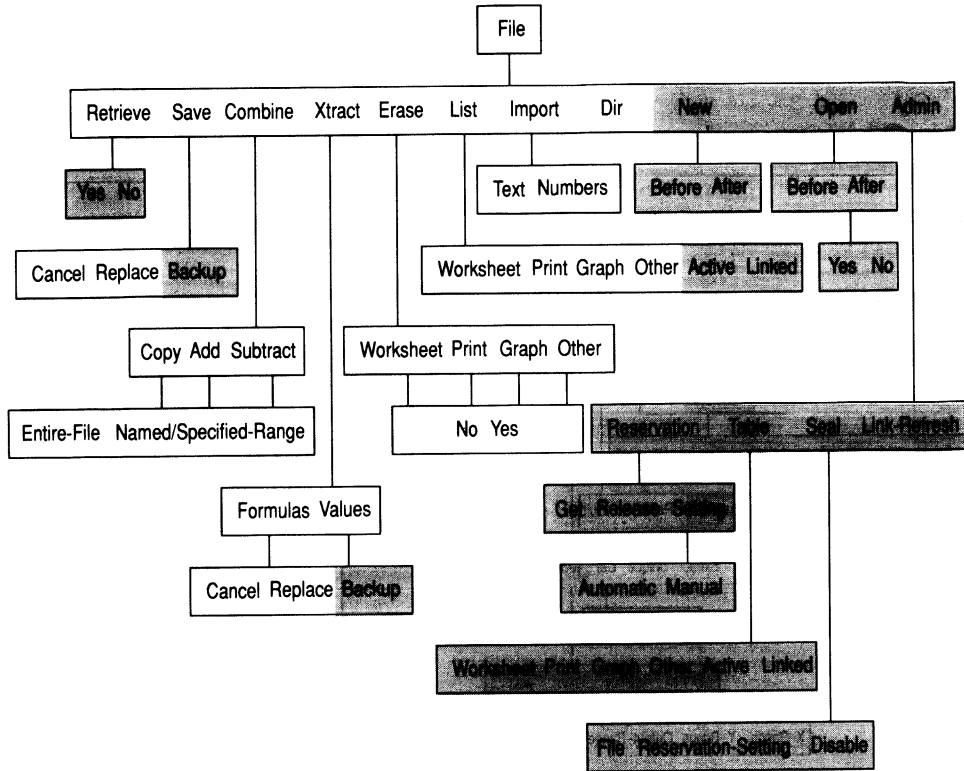 File
Retrieve Save Combine Xtract Erase List Import Dir New Open Admin
Yes No
Text Numbers
Before After
Before After
Cancel Replace Backup
Worksheet Print Graph Other Active Linked
Yes No
Copy Add Subtract
Worksheet Print Graph Other
Entire-File Named/Specified-Range
No Yes
Reservation Table Seal Link-Refresh
Formulas Values
Get Release Setting
Cancel Replace Backup
Automatic Manual
Worksheet Print Graph Other Active Linked
File Reservation-Setting Disable